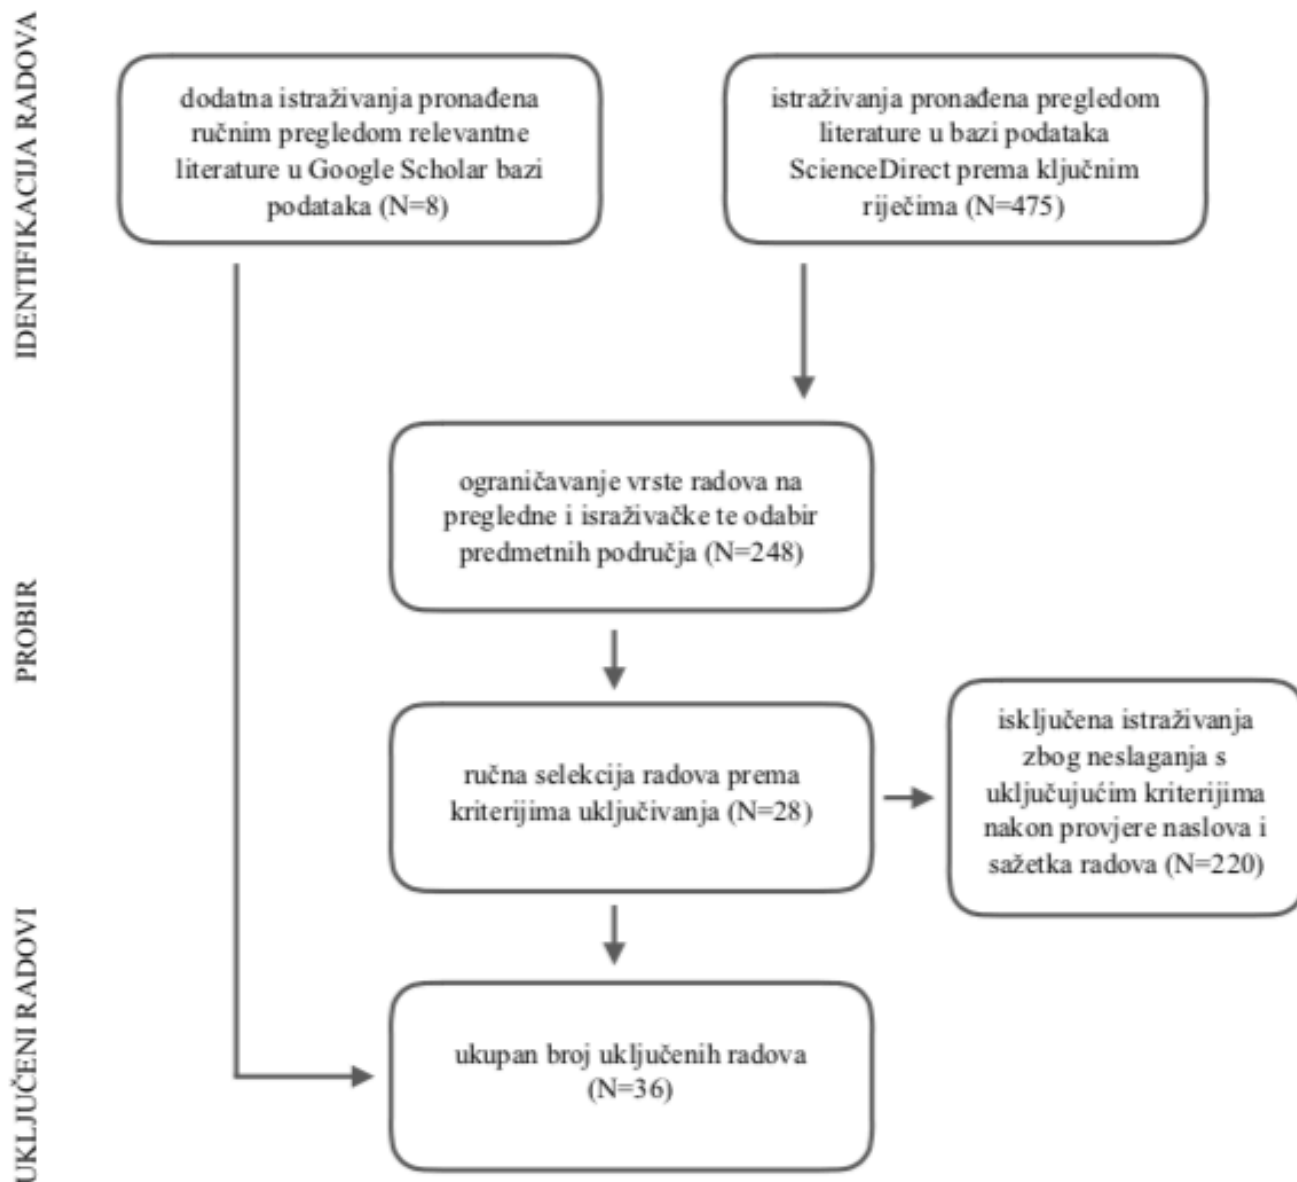 IDENTIFIKACIJA RADOVA
dodatna istraživanja pronađena
ručnim pregledom relevantne
literature u Google Scholar bazi
podataka (N=8)
istraživanja pronađena pregledom
literature u bazi podataka
ScienceDirect prema ključnim
riječima (N=475)
PROBIR
ograničavanje vrste radova na
pregledne i israživačke te odabir
predmetnih područja (N=248)
ručna selekcija radova prema
kriterijima uključivanja (N=28)
isključena istraživanja
zbog neslaganja s
uključujućim kriterijima
nakon provjere naslova i
sažetka radova (N=220)
UKLJUČENI RADOVI
ukupan broj uključenih radova
(N=36)